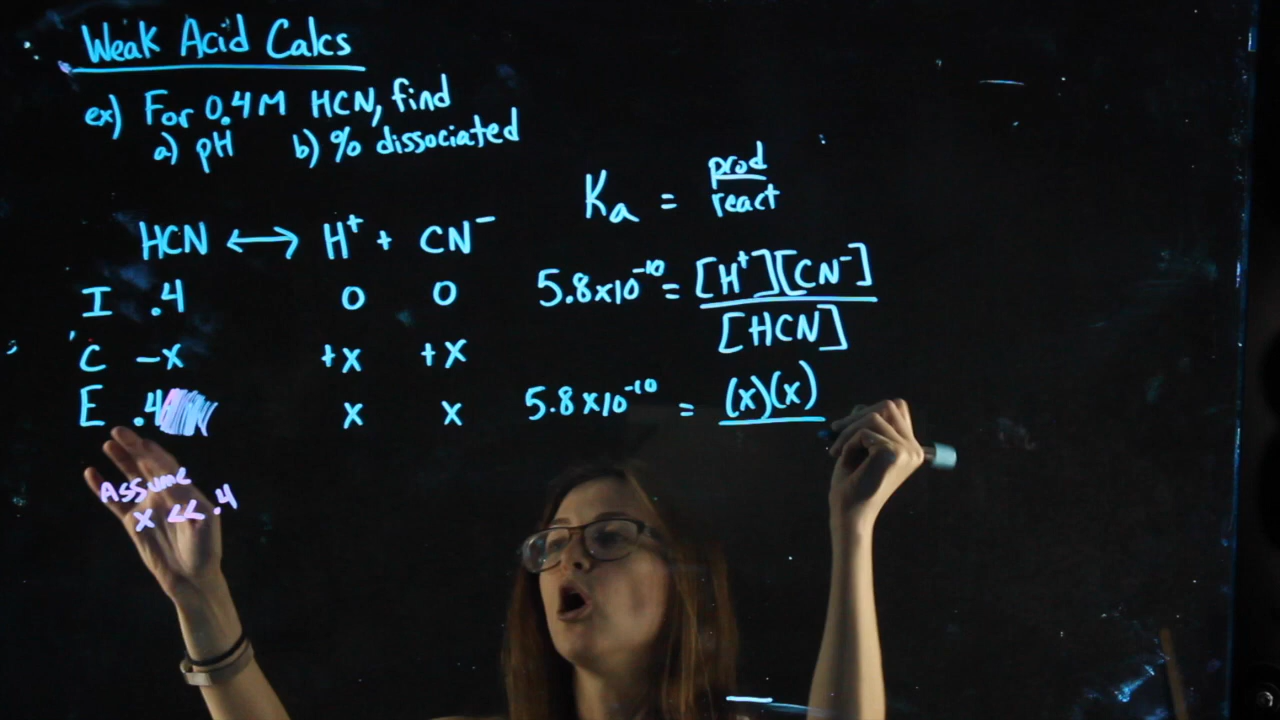 Weak Acid Calcs
ex) For 0.4M HCN, find
a) pH b) % dissociated
Ka = prod/react
HCN ↔ H⁺ + CN⁻
I .4 0 0
C -x +x +x
E .4 x x
5.8x10⁻¹⁰ = [H⁺][CN⁻]/[HCN]
5.8x10⁻¹⁰ = (x)(x)
Assume
x << .4